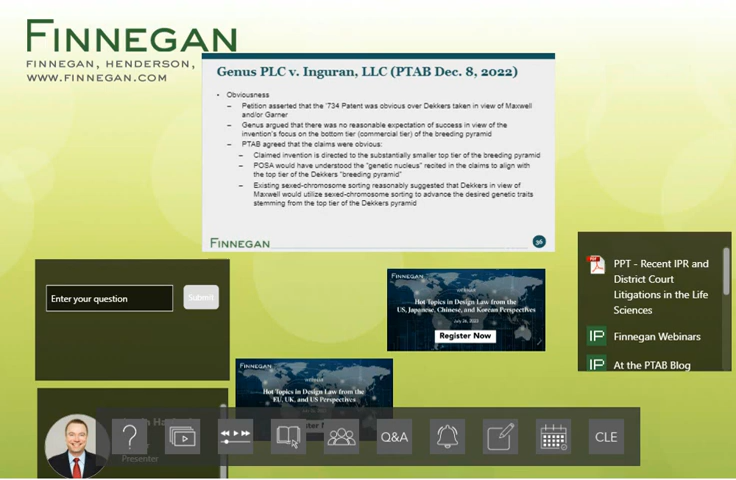 FINNEGAN
FINNEGAN, HENDERSON,
WWW.FINNEGAN.COM
Genus PLC v. Inguran, LLC (PTAB Dec. 8, 2022)
• Obviousness
– Petition asserted that the '734 Patent was obvious over Dekkers taken in view of Maxwell
and/or Garner
– Genus argued that there was no reasonable expectation of success in view of the
invention's focus on the bottom tier (commercial tier) of the breeding pyramid
– PTAB agreed that the claims were obvious:
– Claimed invention is directed to the substantially smaller top tier of the breeding pyramid
– POSA would have understood the "genetic nucleus" recited in the claims to align with
the top tier of the Dekkers "breeding pyramid"
– Existing sexed-chromosome sorting reasonably suggested that Dekkers in view of
Maxwell would utilize sexed-chromosome sorting to advance the desired genetic traits
stemming from the top tier of the Dekkers pyramid
FINNEGAN
36
PPT - Recent IPR and
District Court
Litigations in the Life
Sciences
Finnegan Webinars
At the PTAB Blog
Enter your question
Submit
FINNEGAN
WEBINAR
Hot Topics in Design Law from the
US, Japanese, Chinese, and Korean Perspectives
Register Now
FINNEGAN
WEBINAR
Hot Topics in Design Law from the
EU, UK, and US Perspectives
Presenter
Q&A
CLE